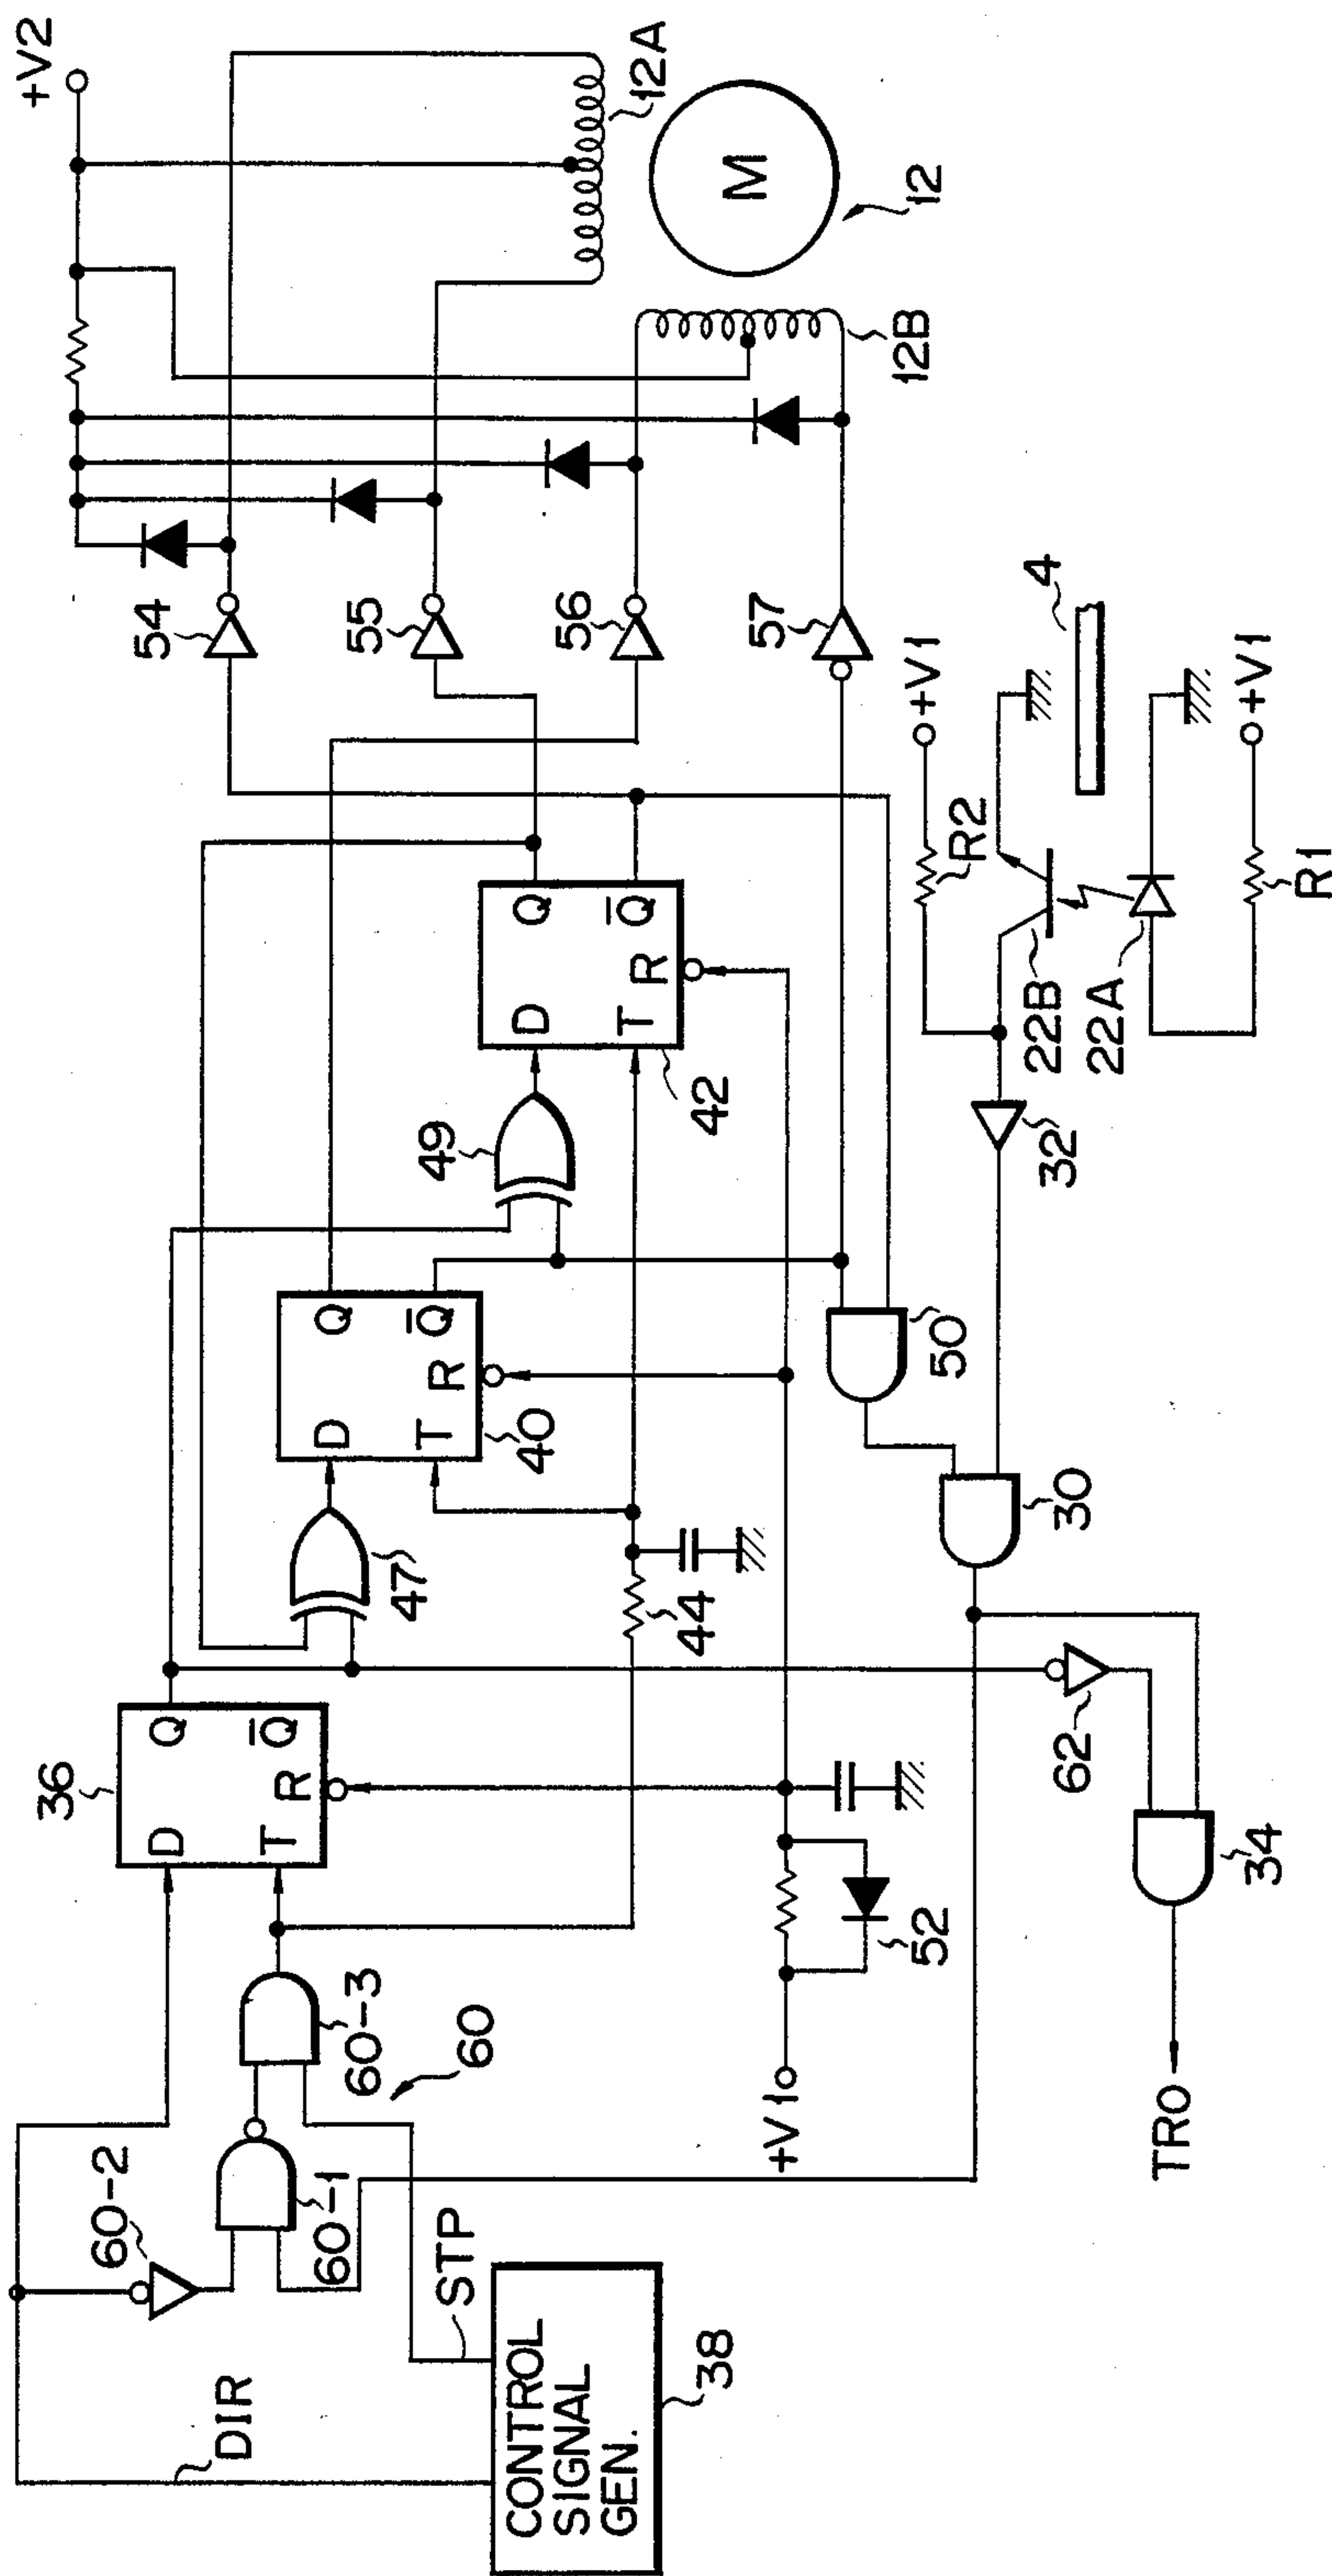 +V2
12A
M
12
12B
54
55
56
57
4
+V1
R2
22B
22A
+V1
R1
32
Q
Q̅
D
T
R
42
49
Q
Q̅
D
T
R
40
47
44
50
30
36
Q
Q̅
D
T
R
62
34
52
+V1
TR0
60-3
60
60-2
60-1
STP
DIR
CONTROL
SIGNAL
GEN.
38